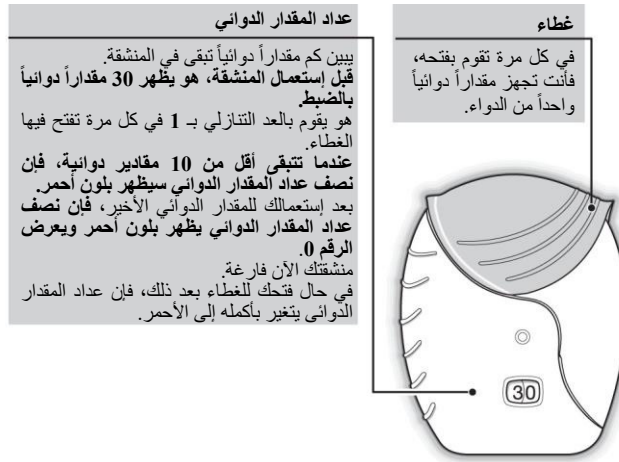 غطاء
في كل مرة تقوم بفتحه،
فأنت تجهز مقداراً دوائياً
واحداً من الدواء.
عداد المقدار الدوائي
يبين كم مقداراً دوائياً تبقى في المنشقة.
قبل إستعمال المنشقة، هو يظهر 30 مقداراً دوائياً
بالضبط.
هو يقوم بالعد التنازلي بـ 1 في كل مرة تفتح فيها
الغطاء.
عندما تتبقى أقل من 10 مقادير دوائية، فإن
نصف عداد المقدار الدوائي سيظهر بلون أحمر.
بعد إستعمالك للمقدار الدوائي الأخير، فإن نصف
عداد المقدار الدوائي يظهر بلون أحمر ويعرض
الرقم 0.
منشقتك الآن فارغة.
في حال فتحك للغطاء بعد ذلك، فإن عداد المقدار
الدوائي يتغير بأكمله إلى الأحمر.
30